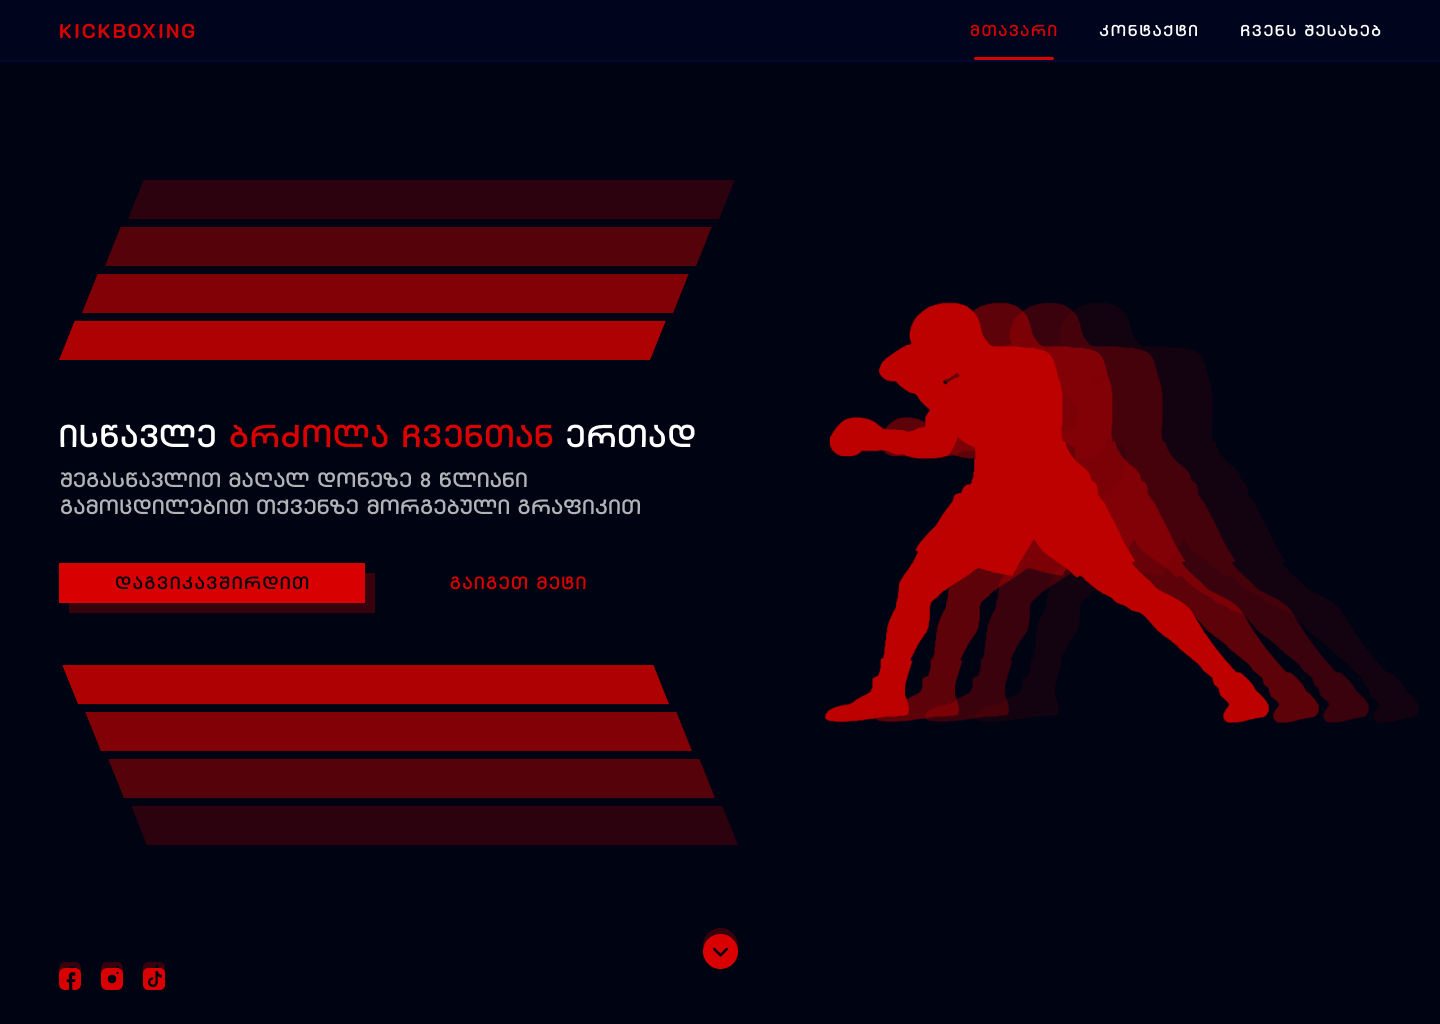 KICKBOXING
მთავარი
კონტაქტი
ჩვენს შესახებ
ისწავლე ბრძოლა ჩვენთან ერთად
შეგასწავლით მაღალ დონეზე 8 წლიანი
გამოცდილებით თქვენზე მორგებული გრაფიკით
დაგვიკავშირდით
გაიგეთ მეტი